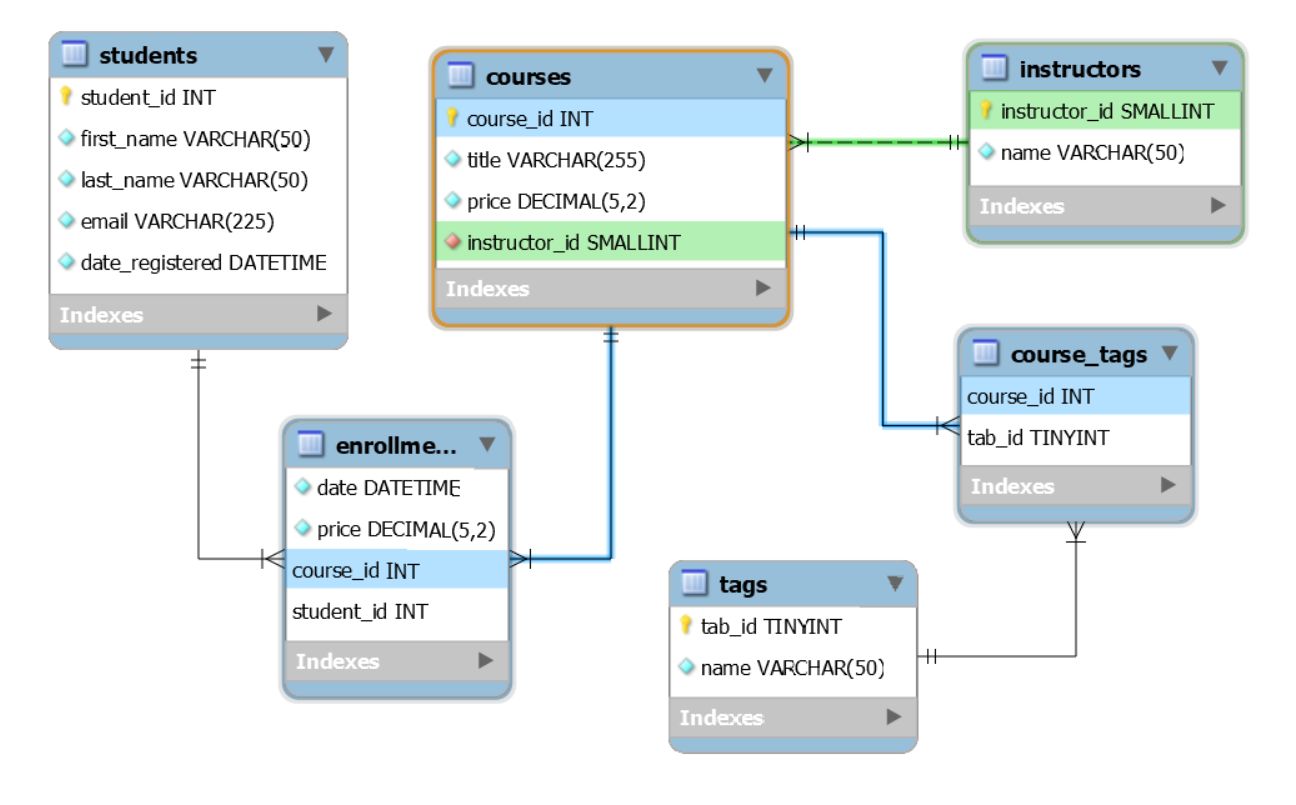 students
student_id INT
first_name VARCHAR(50)
last_name VARCHAR(50)
email VARCHAR(225)
date_registered DATETIME
Indexes
courses
course_id INT
title VARCHAR(255)
price DECIMAL(5,2)
instructor_id SMALLINT
Indexes
instructors
instructor_id SMALLINT
name VARCHAR(50)
Indexes
course_tags
course_id INT
tab_id TINYINT
Indexes
enrollme...
date DATETIME
price DECIMAL(5,2)
course_id INT
student_id INT
Indexes
tags
tab_id TINYINT
name VARCHAR(50)
Indexes